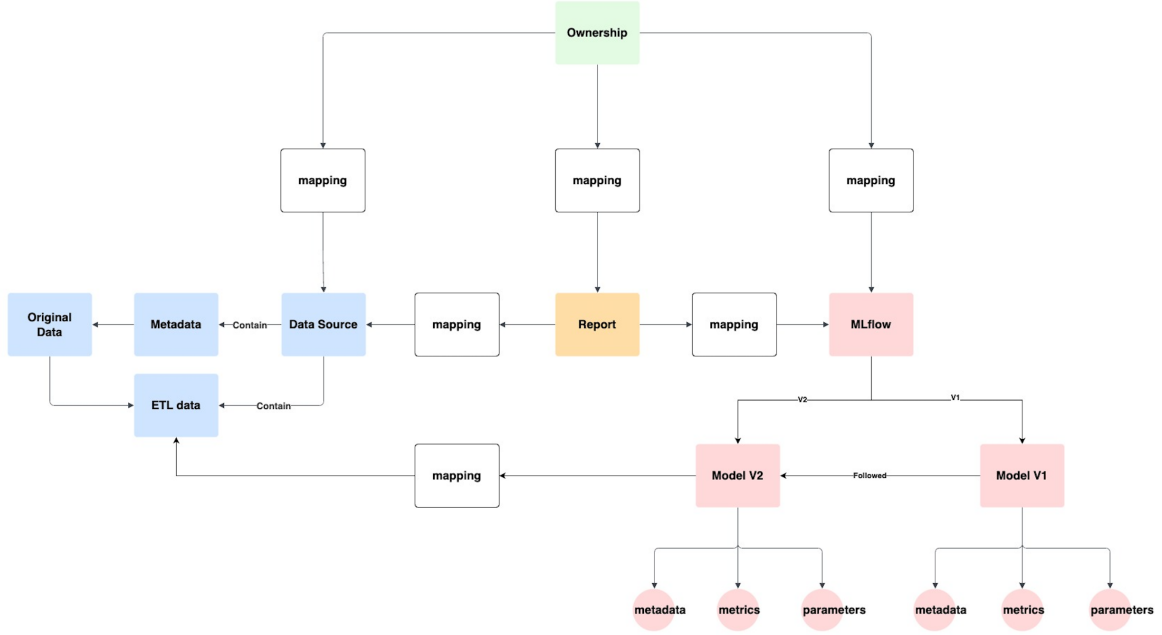 Ownership
mapping
mapping
mapping
Original
Data
Metadata
Contain
Data Source
mapping
Report
mapping
MLflow
ETL data
Contain
V2
V1
mapping
Model V2
Followed
Model V1
metadata
metrics
parameters
metadata
metrics
parameters